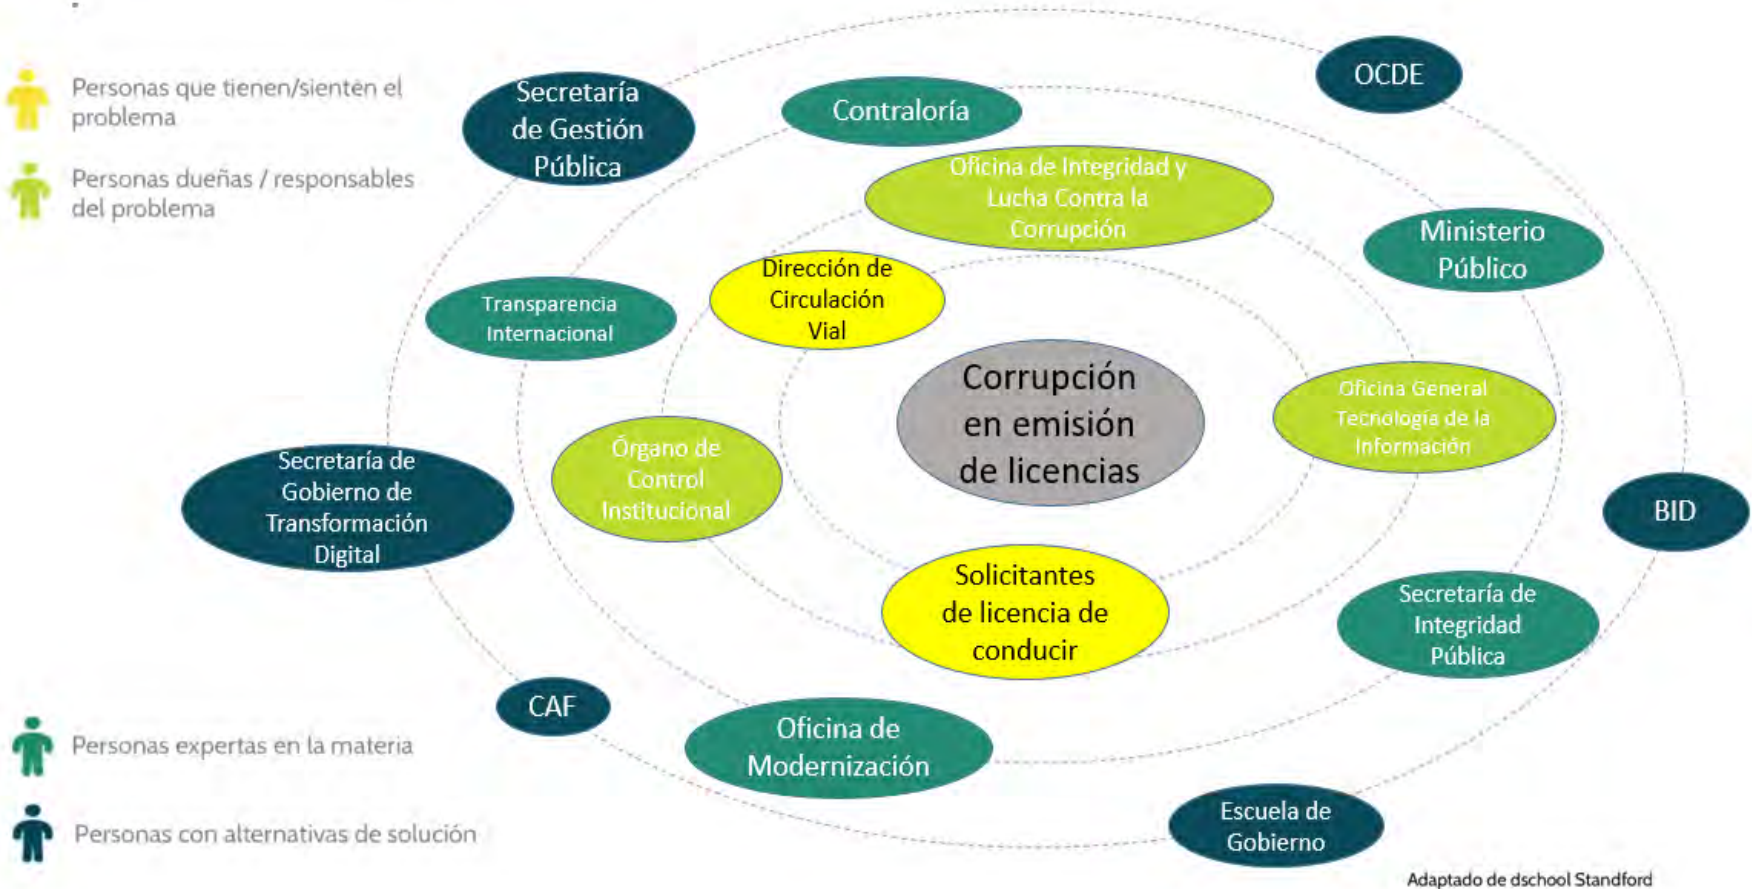 Personas que tienen/sienten el
problema
Personas dueñas / responsables
del problema
Secretaría
de Gestión
Pública
Contraloría
OCDE
Oficina de Integridad y
Lucha Contra la
Corrupción
Ministerio
Público
Dirección de
Circulación
Vial
Transparencia
Internacional
Corrupción
en emisión
de licencias
Oficina General
Tecnología de la
Información
Órgano de
Control
Institucional
Secretaría de
Gobierno de
Transformación
Digital
BID
Solicitantes
de licencia de
conducir
Secretaría de
Integridad
Pública
CAF
Oficina de
Modernización
Escuela de
Gobierno
Personas expertas en la materia
Personas con alternativas de solución
Adaptado de dschool Standford